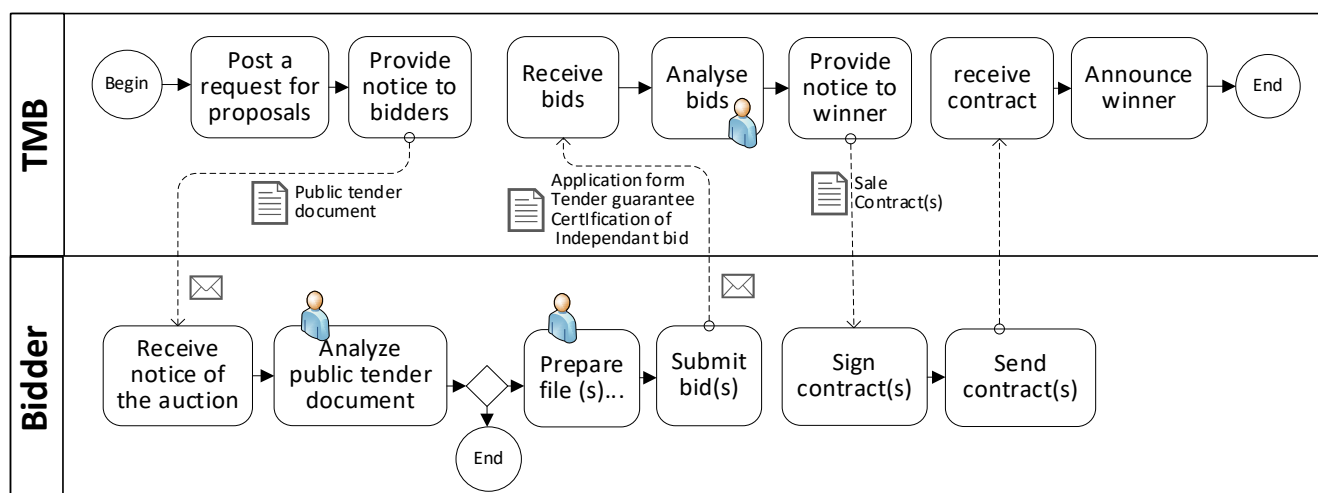 TMB
Begin
Post a
request for
proposals
Provide
notice to
bidders
Receive
bids
Analyse
bids
Provide
notice to
winner
receive
contract
Announce
winner
End
Public tender
document
Application form
Tender guarantee
CertIfication of
Independant bid
Sale
Contract(s)
Bidder
Receive
notice of
the auction
Analyze
public tender
document
End
Prepare
file (s)...
Submit
bid(s)
Sign
contract(s)
Send
contract(s)